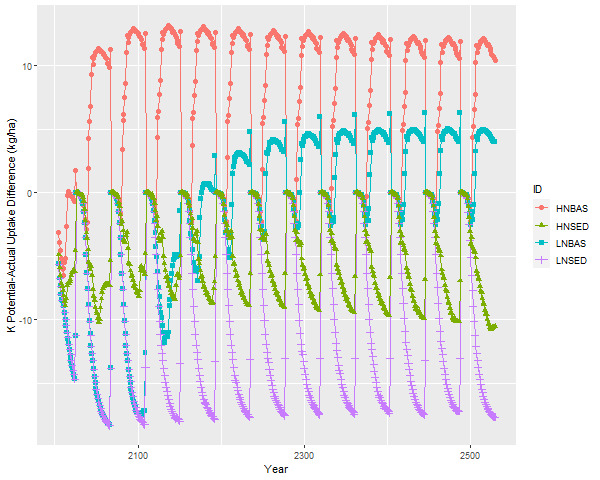 K Potential-Actual Uptake Difference (kg/ha)
10
0
-10
2100
2300
2500
Year
ID
HNBAS
HNSED
LNBAS
LNSED